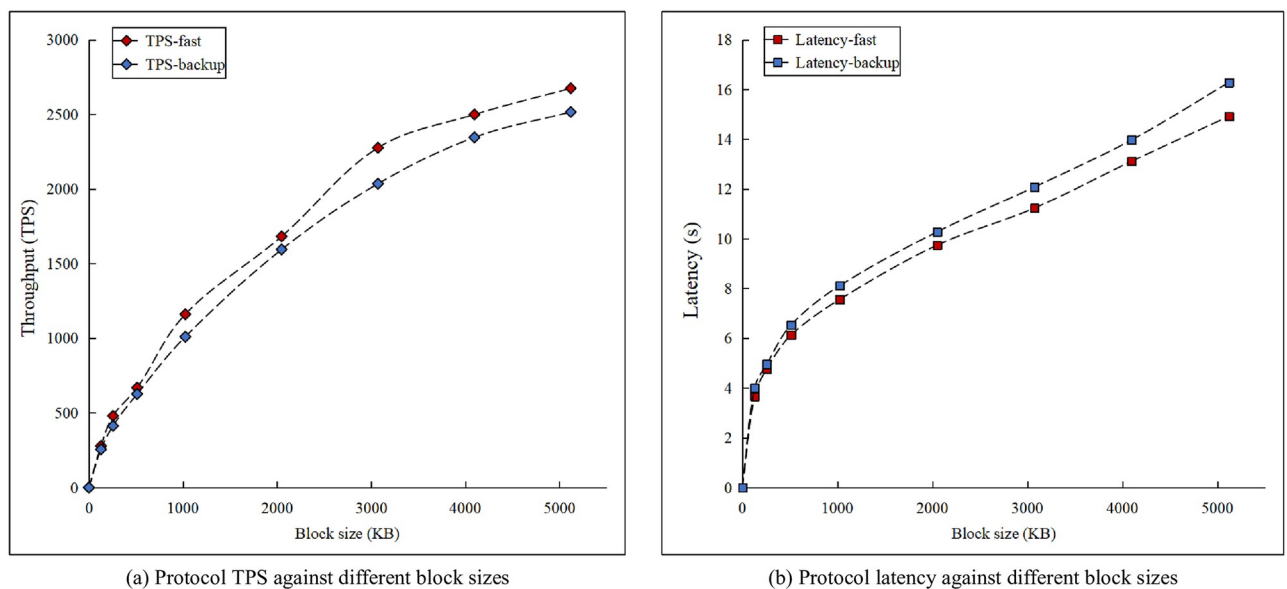 TPS-fast
TPS-backup
3000
2500
2000
1500
1000
500
0
Throughput (TPS)
0 1000 2000 3000 4000 5000
Block size (KB)
(a) Protocol TPS against different block sizes
Latency-fast
Latency-backup
18
16
14
12
10
8
6
4
2
0
Latency (s)
0 1000 2000 3000 4000 5000
Block size (KB)
(b) Protocol latency against different block sizes